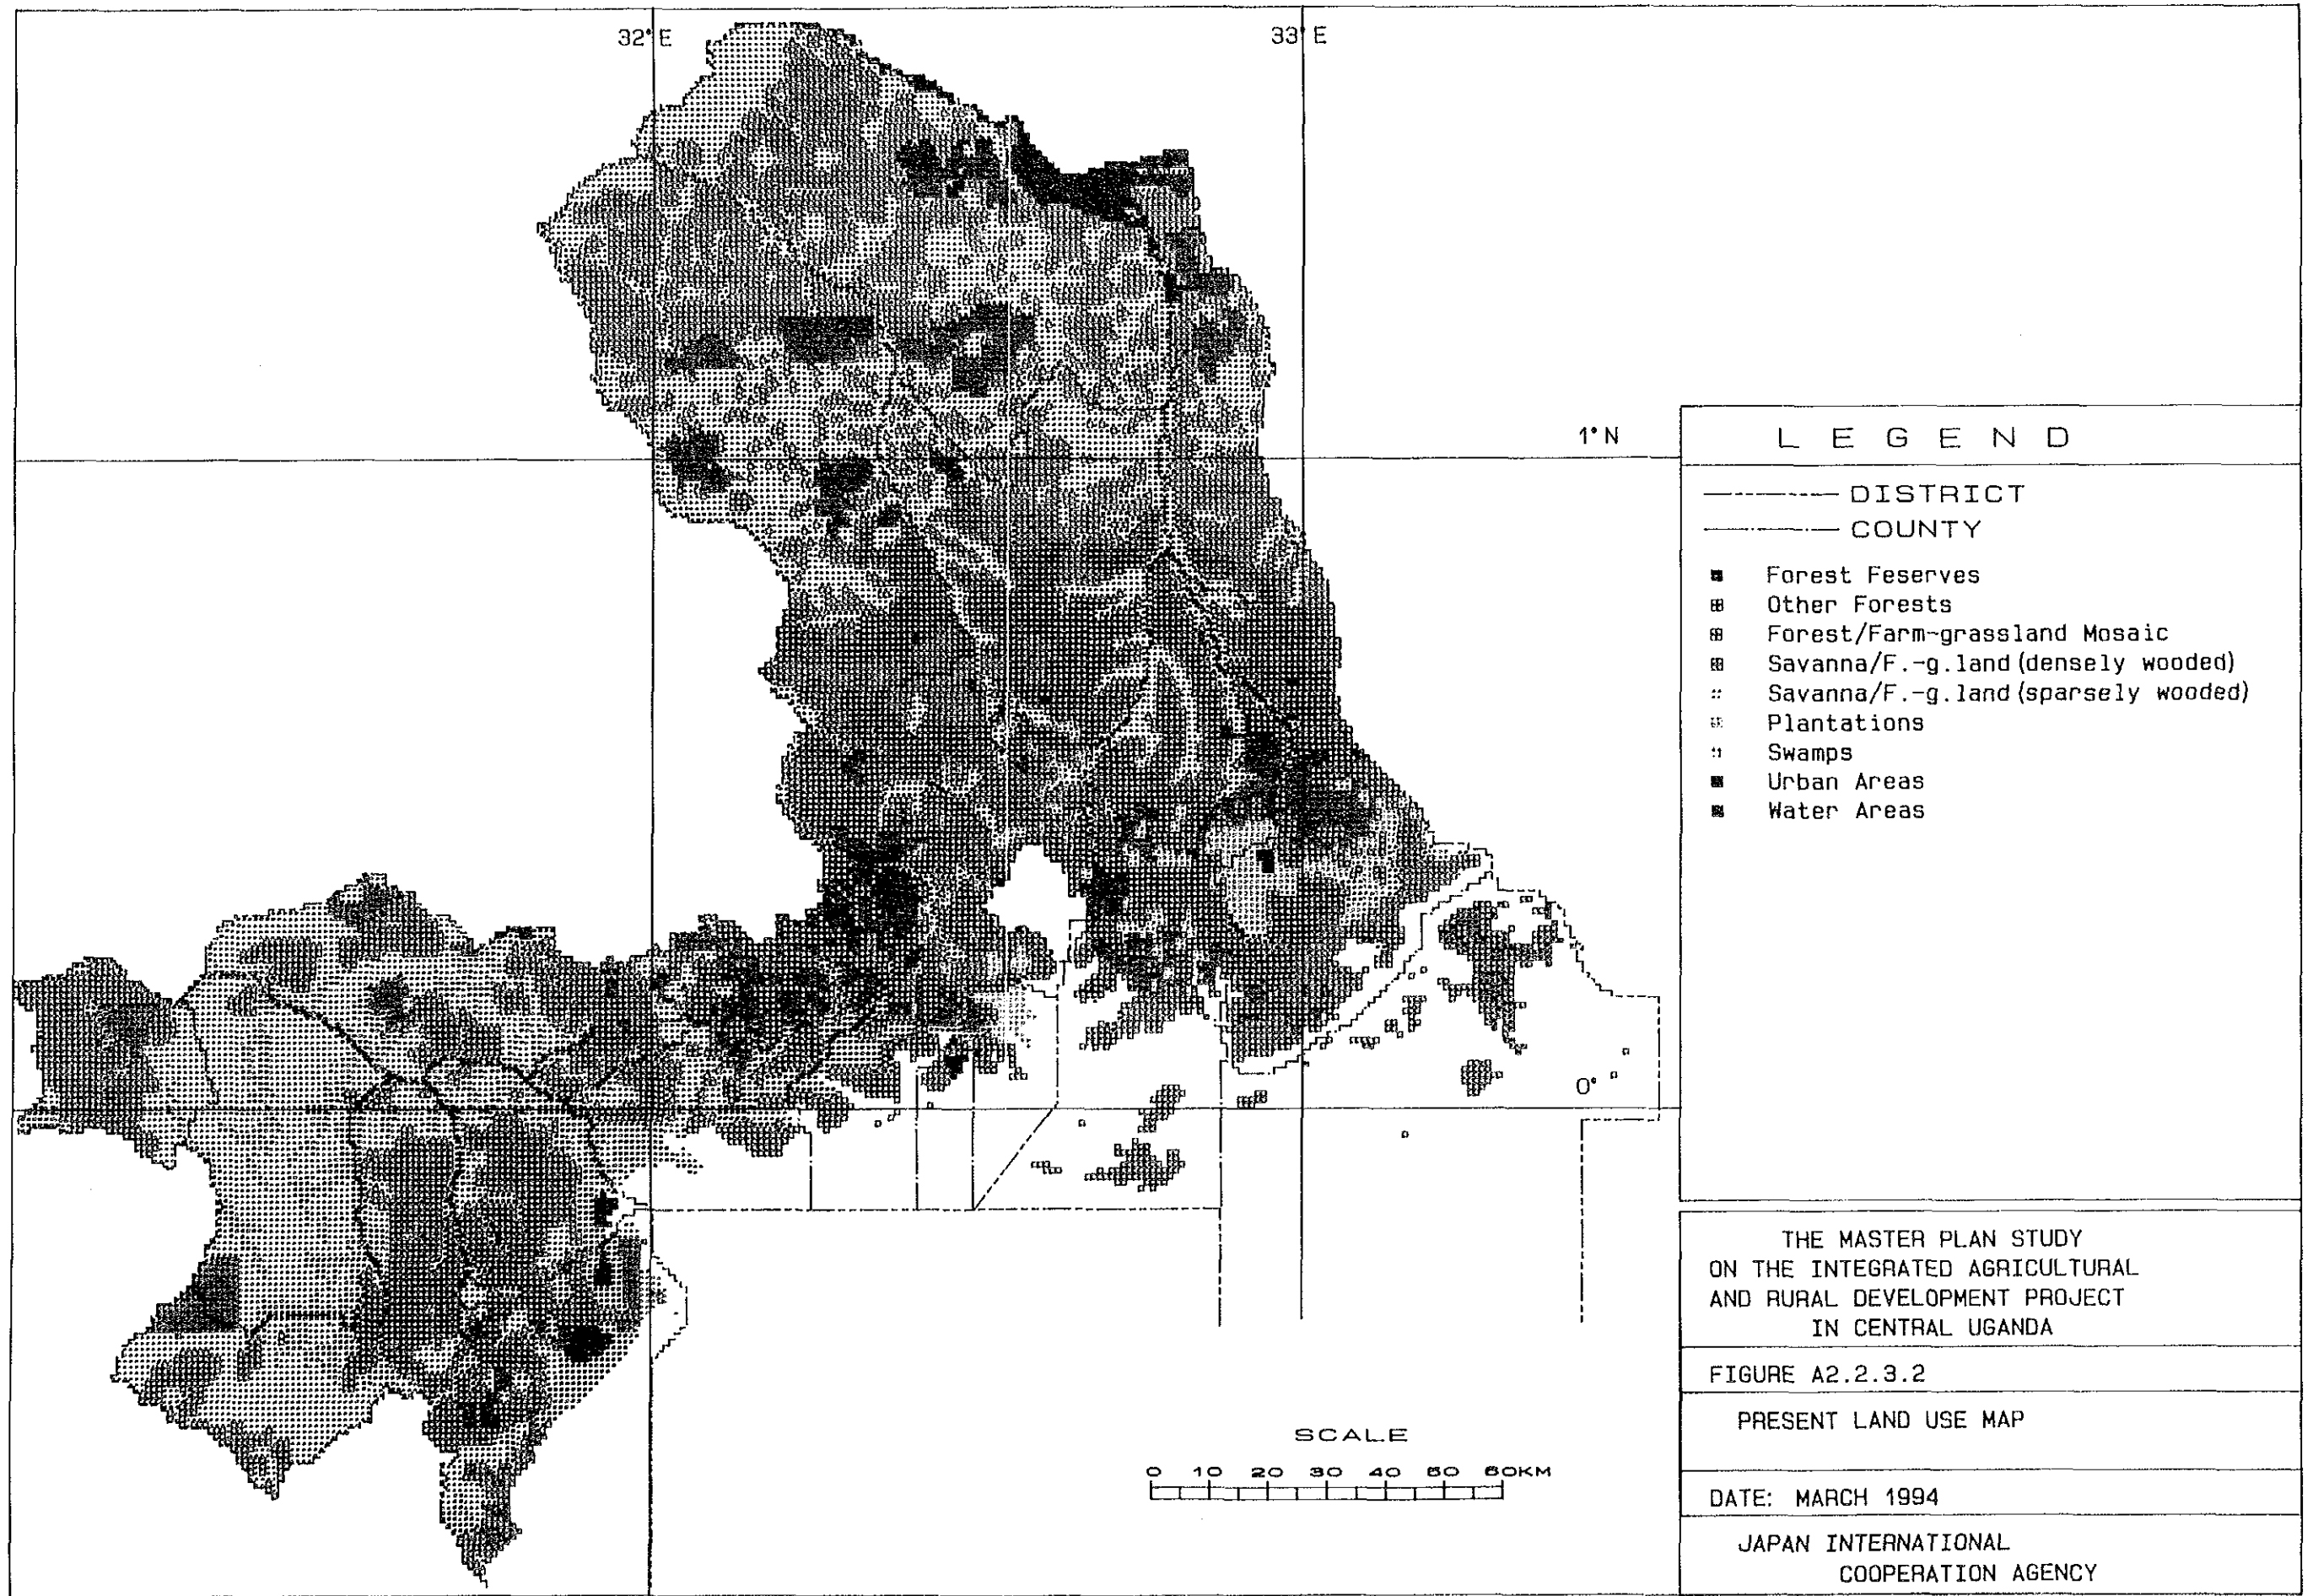 32° E
33° E
1° N
0°
L E G E N D
DISTRICT
COUNTY
Forest Feserves
Other Forests
Forest/Farm-grassland Mosaic
Savanna/F.-g.land (densely wooded)
Savanna/F.-g.land (sparsely wooded)
Plantations
Swamps
Urban Areas
Water Areas
SCALE
0 10 20 30 40 50 60KM
THE MASTER PLAN STUDY
ON THE INTEGRATED AGRICULTURAL
AND RURAL DEVELOPMENT PROJECT
IN CENTRAL UGANDA
FIGURE A2.2.3.2
PRESENT LAND USE MAP
DATE: MARCH 1994
JAPAN INTERNATIONAL
COOPERATION AGENCY